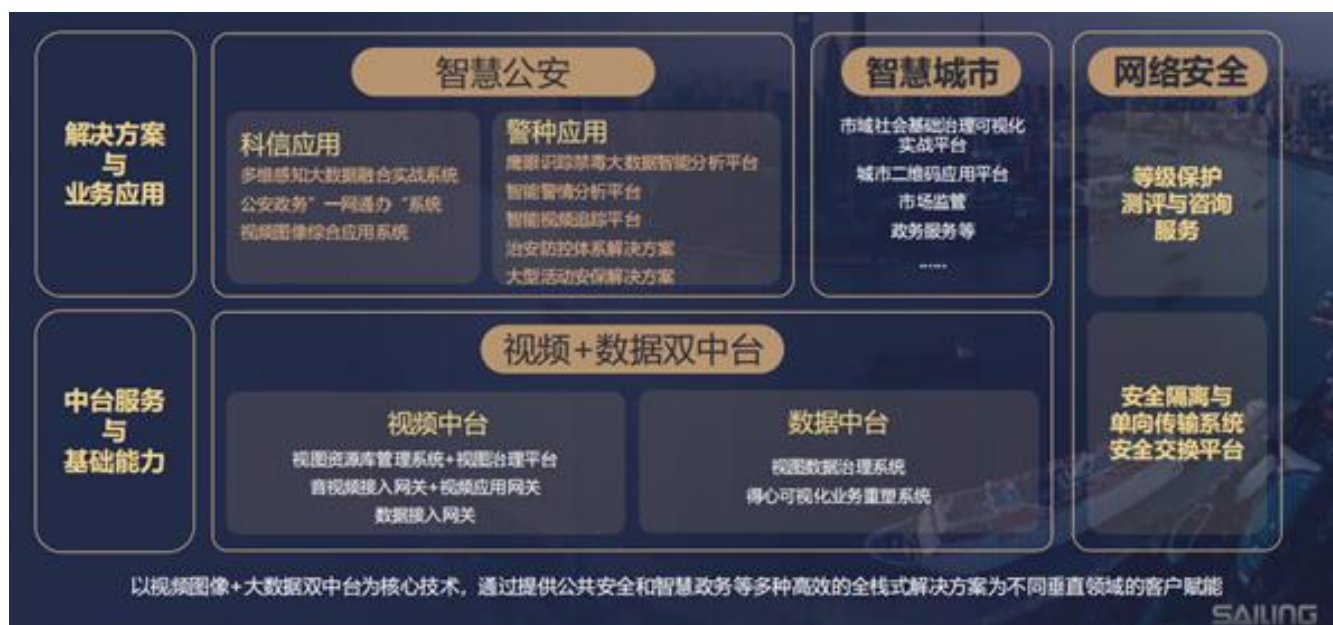 解决方案
与
业务应用
智慧公安
科信应用
多维感知大数据融合实战系统
公安政务”一网通办“系统
视频图像综合应用系统
警种应用
鹰眼识踪禁毒大数据智能分析平台
智能警情分析平台
智能视频追踪平台
治安防控体系解决方案
大型活动安保解决方案
智慧城市
市域社会基础治理可视化
实战平台
城市二维码应用平台
市场监管
政务服务等
......
网络安全
等级保护
测评与咨询
服务
中台服务
与
基础能力
视频+数据双中台
视频中台
视图资源库管理系统+视图治理平台
音视频接入网关+视频应用网关
数据接入网关
数据中台
视图数据治理系统
得心可视化业务重塑系统
安全隔离与
单向传输系统
安全交换平台
以视频图像+大数据双中台为核心技术，通过提供公共安全和智慧政务等多种高效的全栈式解决方案为不同垂直领域的客户赋能
SAILING